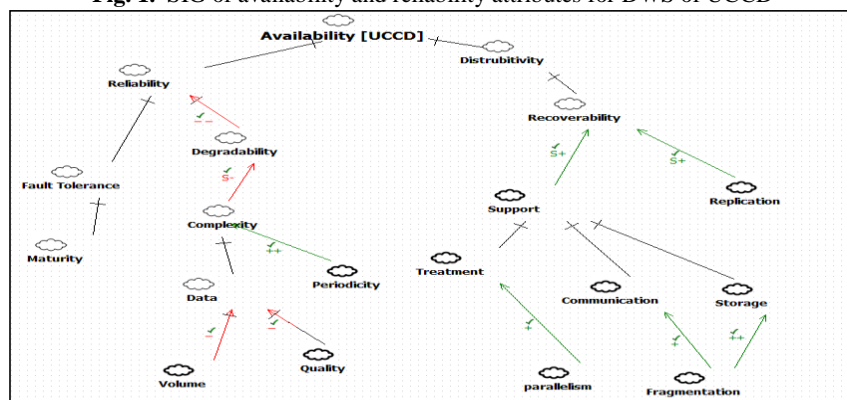 Fig. 1. SIG of availability and reliability attributes for DWS of UCCD
Availability [UCCD]
Distrubitivity
Reliability
Recoverability
- -
Degradability
S+
S+
S-
Fault Tolerance
Replication
Support
Complexity
++
Maturity
Treatment
Periodicity
Communication
Storage
Data
-
-
+
+
++
Quality
Volume
parallelism
Fragmentation